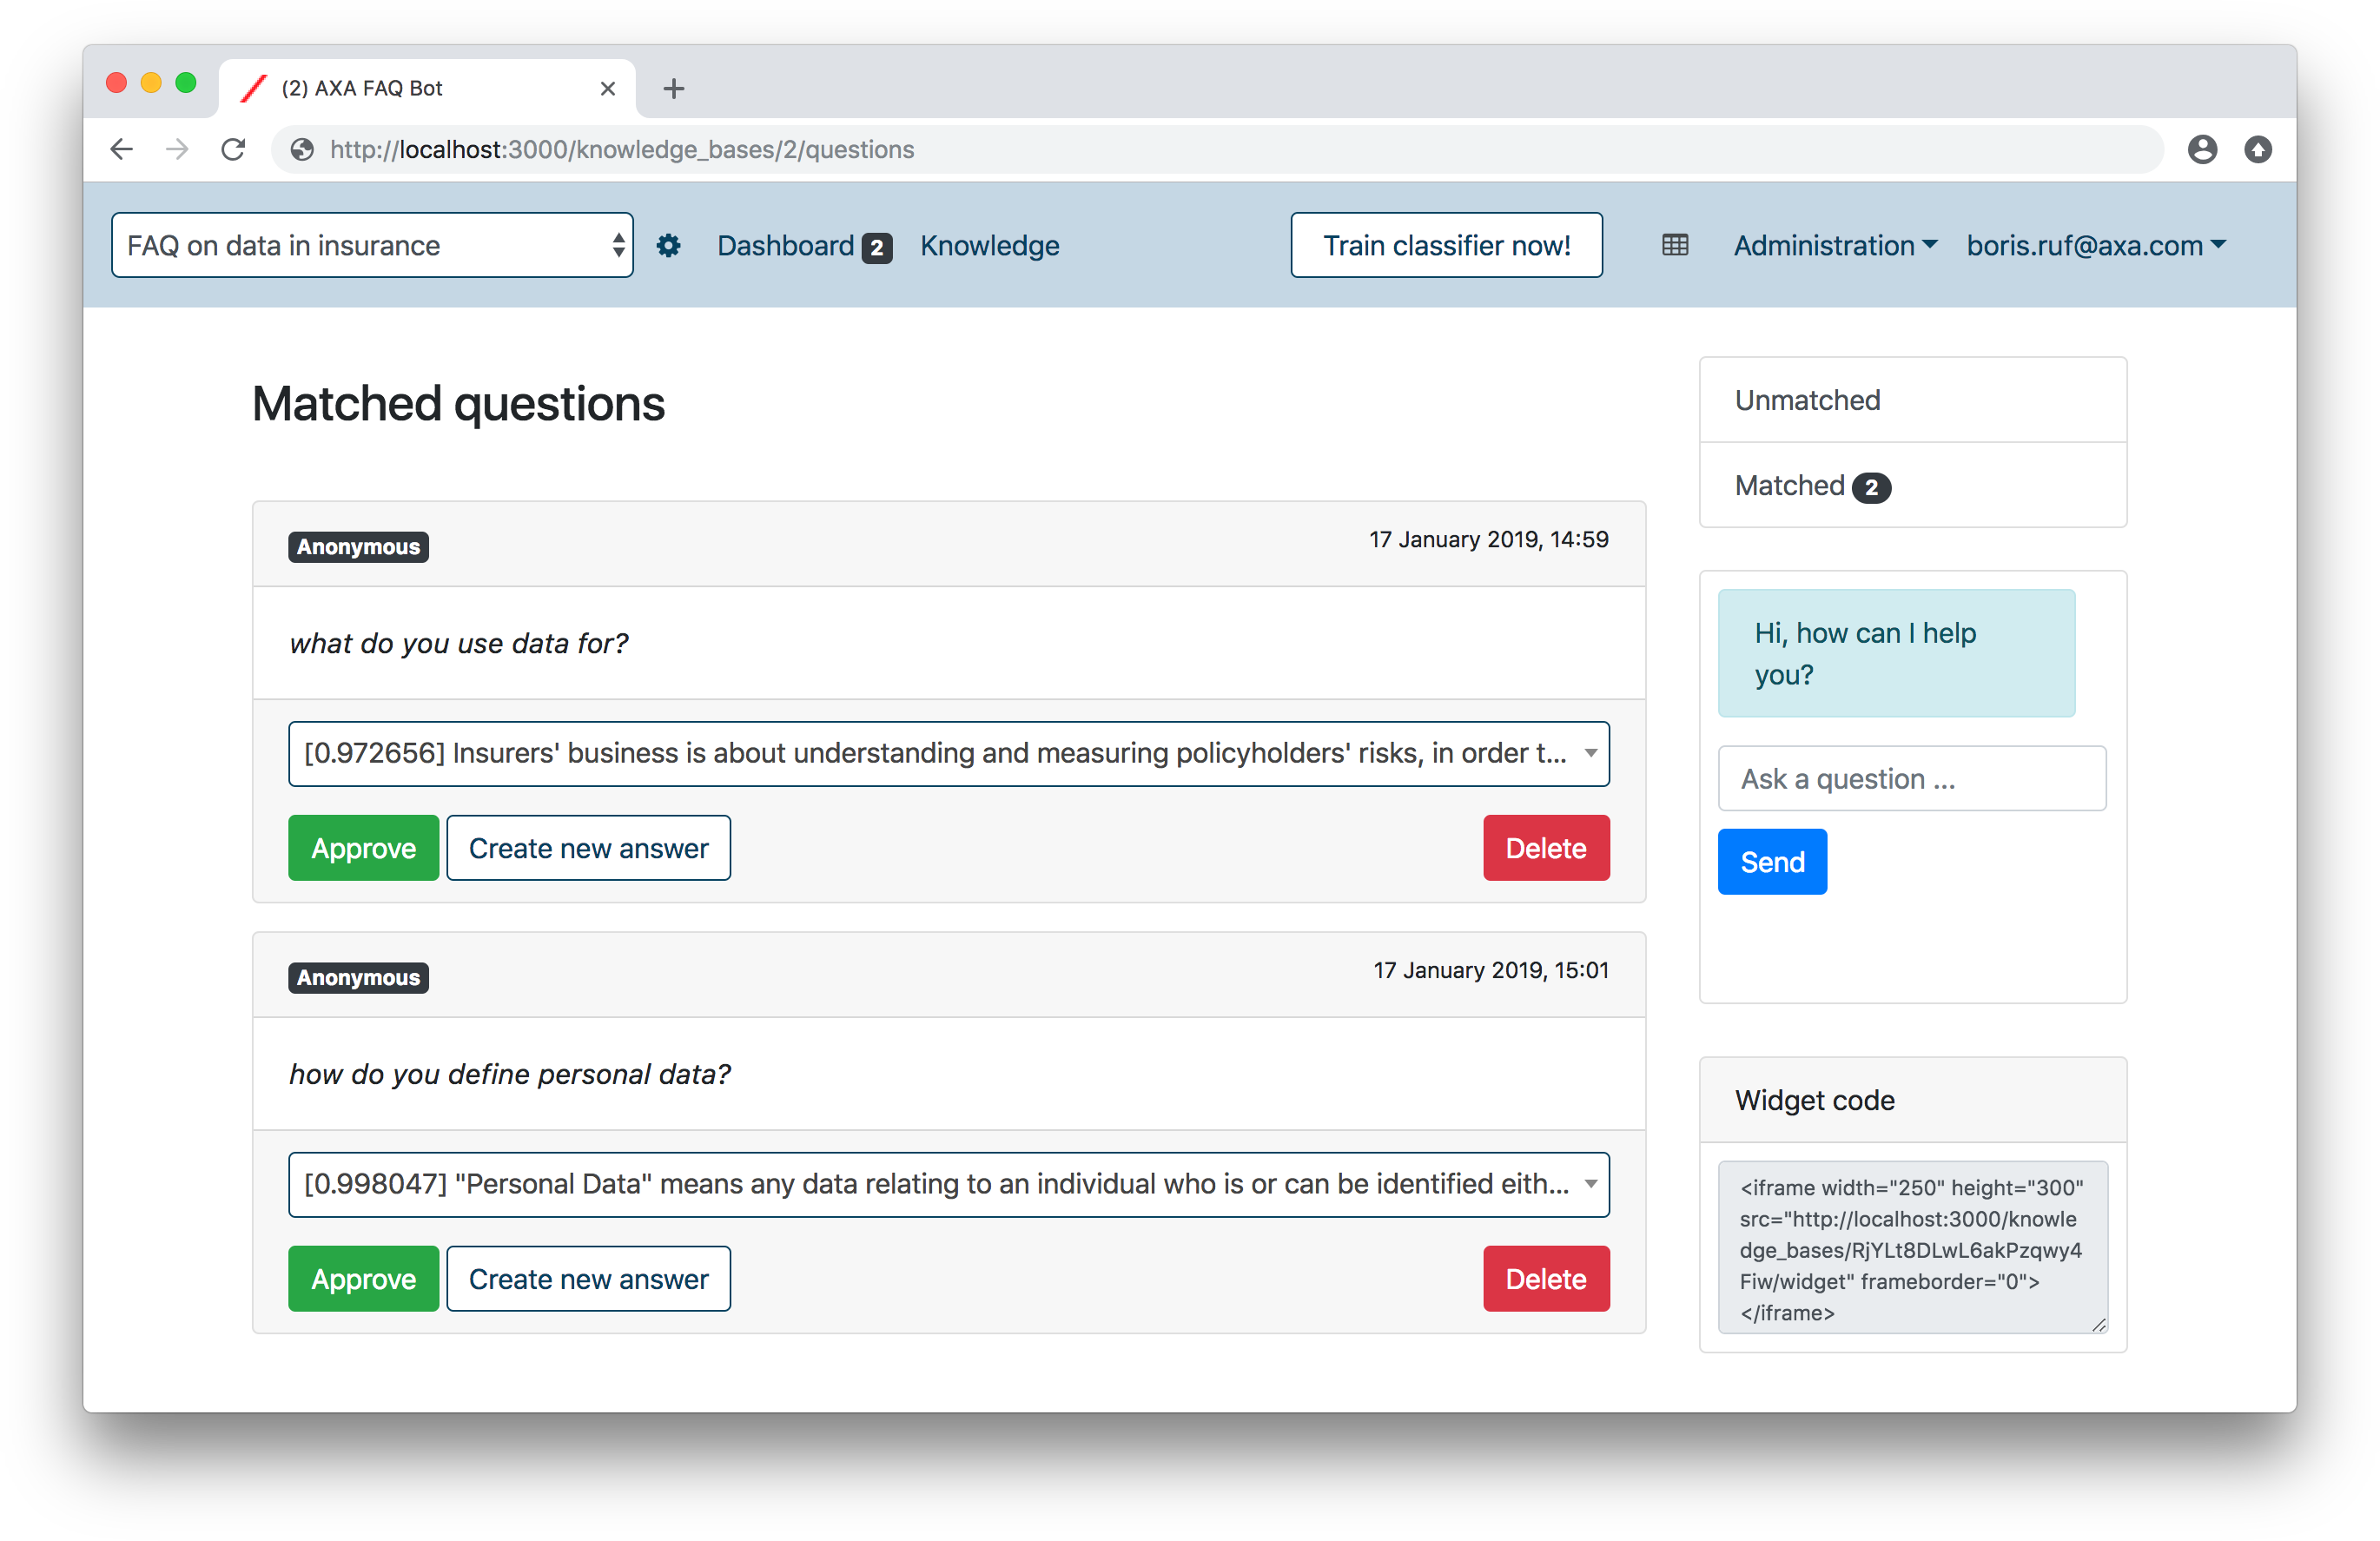 (2) AXA FAQ Bot
http://localhost:3000/knowledge_bases/2/questions
FAQ on data in insurance
Dashboard 2
Knowledge
Train classifier now!
Administration
boris.ruf@axa.com
Matched questions
Anonymous
17 January 2019, 14:59
what do you use data for?
[0.972656] Insurers' business is about understanding and measuring policyholders' risks, in order t...
Approve
Create new answer
Delete
Anonymous
17 January 2019, 15:01
how do you define personal data?
[0.998047] "Personal Data" means any data relating to an individual who is or can be identified eith...
Approve
Create new answer
Delete
Unmatched
Matched 2
Hi, how can I help
you?
Ask a question ...
Send
Widget code
<iframe width="250" height="300"
src="http://localhost:3000/knowle
dge_bases/RjYLt8DLwL6akPzqwy4
Fiw/widget" frameborder="0">
</iframe>